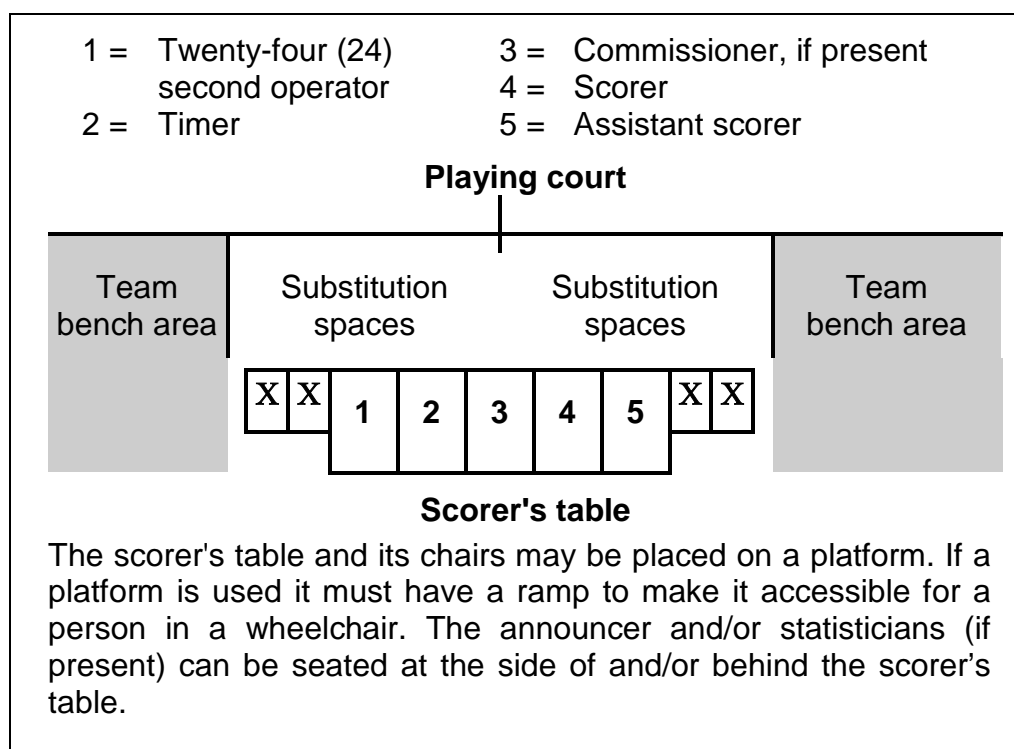 1 = Twenty-four (24) second operator
2 = Timer
3 = Commissioner, if present
4 = Scorer
5 = Assistant scorer
Playing court
Team bench area
Substitution spaces
Substitution spaces
Team bench area
X X 1 2 3 4 5 X X
Scorer's table
The scorer's table and its chairs may be placed on a platform. If a
platform is used it must have a ramp to make it accessible for a
person in a wheelchair. The announcer and/or statisticians (if
present) can be seated at the side of and/or behind the scorer’s
table.